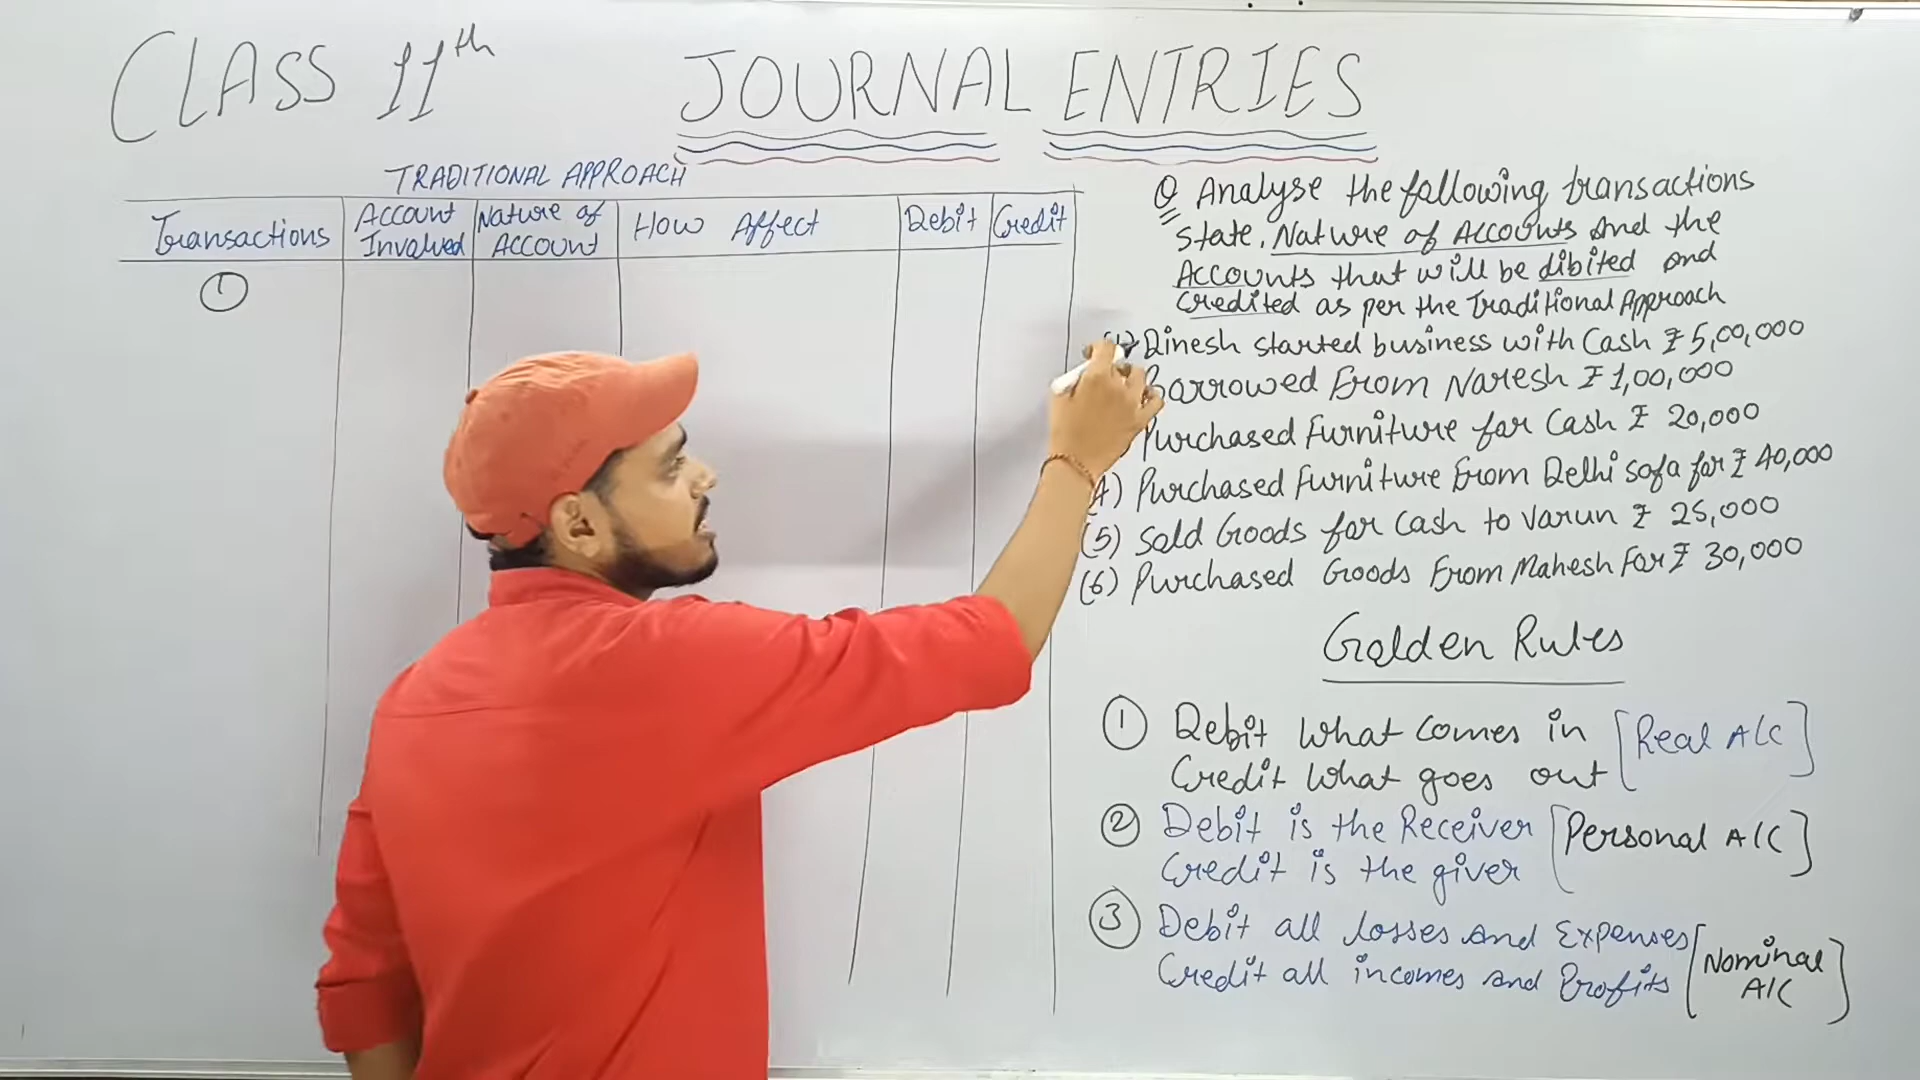 CLASS 11th
JOURNAL ENTRIES
TRADITIONAL APPROACH
Transactions
Account
Involved
Nature of
Account
How Affect
Debit
Credit
①
Q Analyse the following transactions
State, Nature of Accounts and the
Accounts that will be dibited and
Credited as per the Traditional Approach
Dinesh started business with Cash ₹ 5,00,000
Barrowed From Naresh ₹ 1,00,000
Purchased Furniture for Cash ₹ 20,000
(4) Purchased Furniture From Delhi Sofa for ₹ 40,000
(5) Sold Goods for Cash to Varun ₹ 25,000
(6) Purchased Goods From Mahesh For ₹ 30,000
Golden Rules
① Debit What Comes in
Credit What goes out [Real A/C]
② Debit is the Receiver
Credit is the giver [Personal A/C]
③ Debit all losses and Expenses
Credit all incomes and Profits [Nominal
A/C]